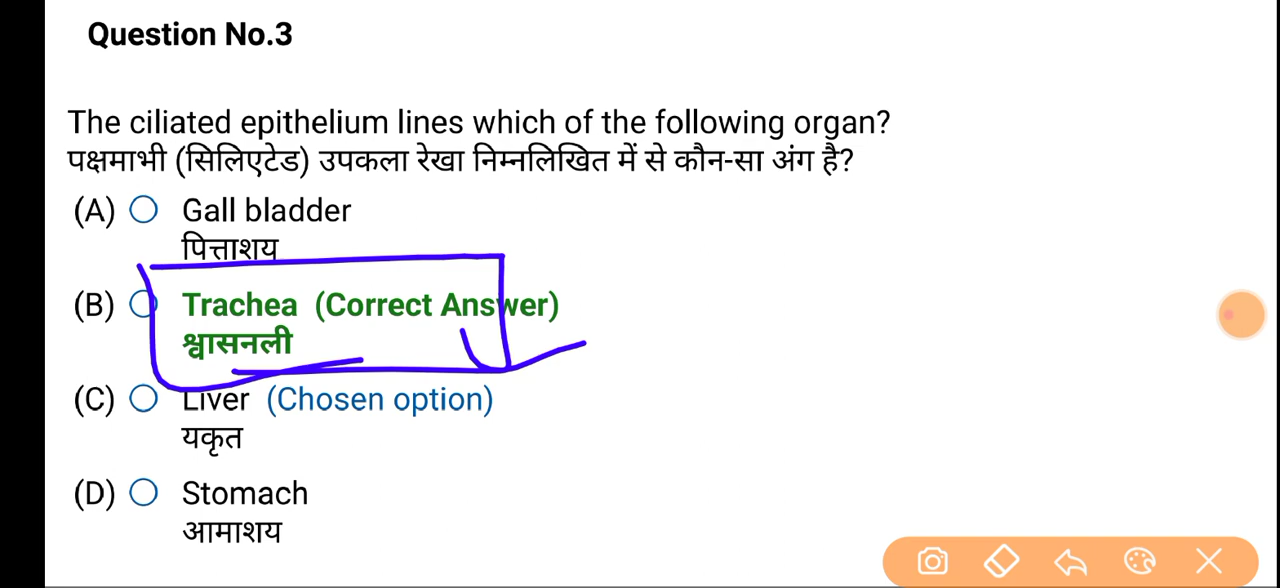 Question No.3
The ciliated epithelium lines which of the following organ?
पक्षमाभी (सिलिएटेड) उपकला रेखा निम्नलिखित में से कौन-सा अंग है?
(A) Gall bladder
पित्ताशय
(B) Trachea (Correct Answer)
श्वासनली
(C) Liver (Chosen option)
यकृत
(D) Stomach
आमाशय